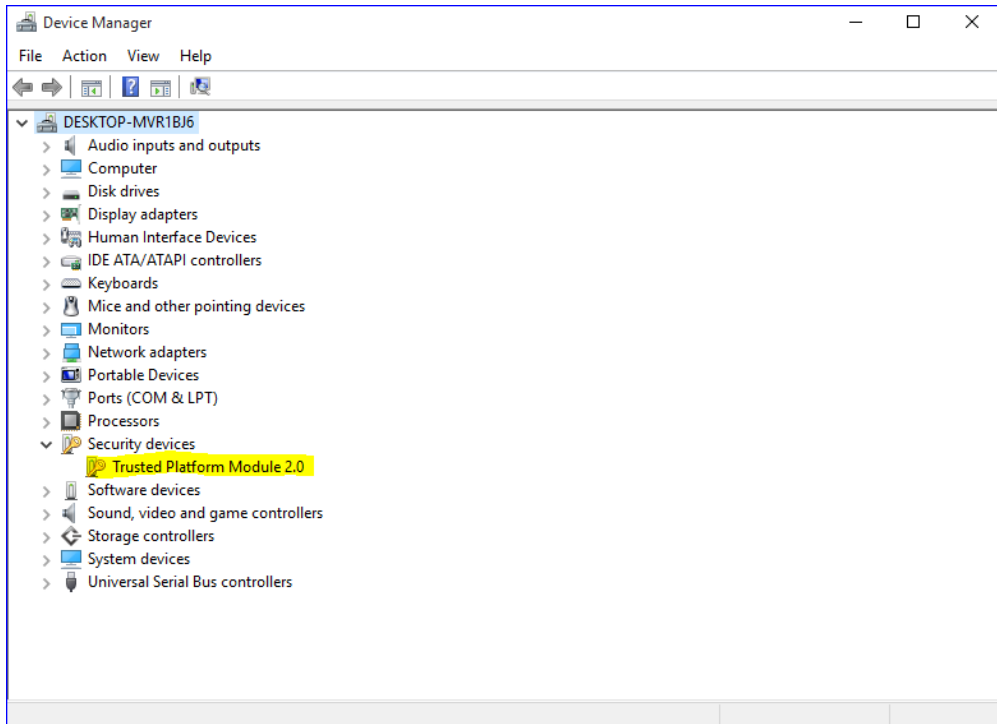 Device Manager
File Action View Help
DESKTOP-MVR1BJ6
Audio inputs and outputs
Computer
Disk drives
Display adapters
Human Interface Devices
IDE ATA/ATAPI controllers
Keyboards
Mice and other pointing devices
Monitors
Network adapters
Portable Devices
Ports (COM & LPT)
Processors
Security devices
Trusted Platform Module 2.0
Software devices
Sound, video and game controllers
Storage controllers
System devices
Universal Serial Bus controllers